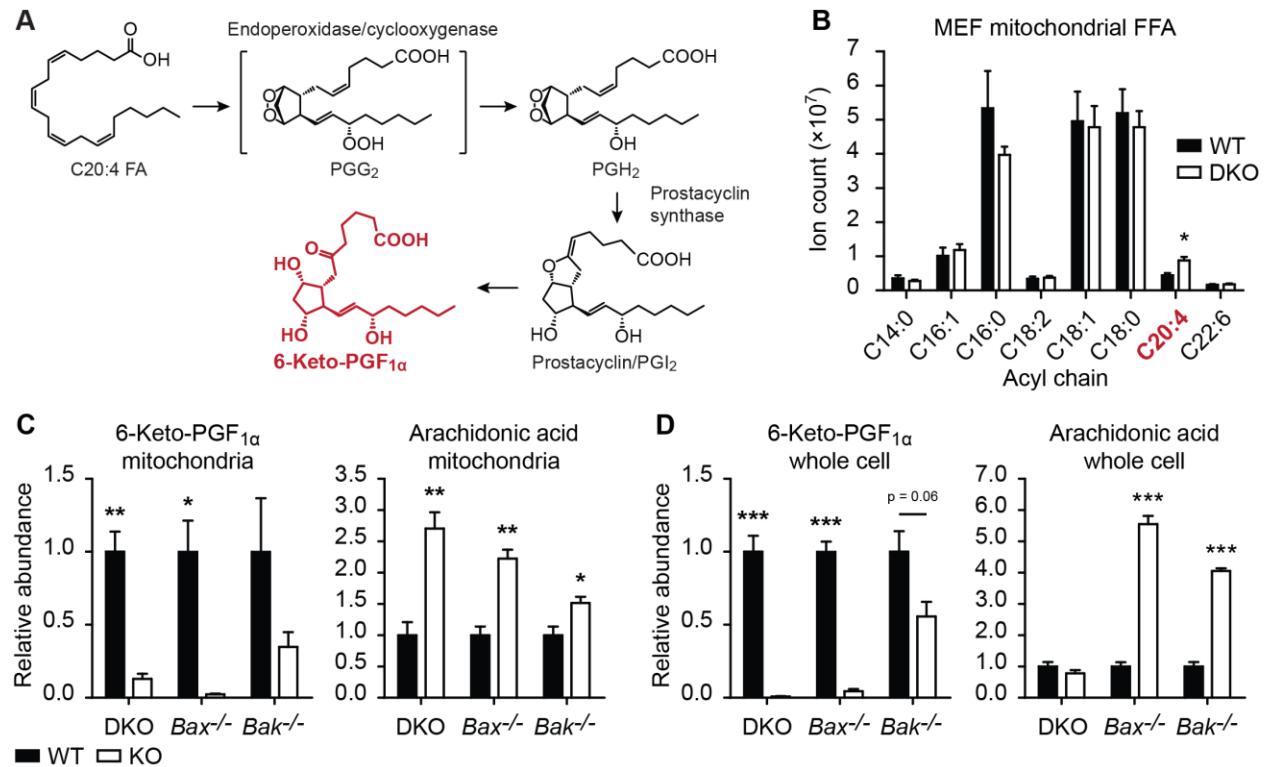 A
Endoperoxidase/cyclooxygenase
O
OH
C20:4 FA
COOH
O
O
OOH
PGG2
COOH
O
O
OH
PGH2
Prostacyclin
synthase
COOH
O
HO
OH
Prostacyclin/PGI2
COOH
O
HO
HO
OH
6-Keto-PGF1α
B
MEF mitochondrial FFA
Ion count (×10⁷)
7
6
5
4
3
2
1
0
WT
DKO
*
C14:0
C16:1
C16:0
C18:2
C18:1
C18:0
C20:4
C22:6
Acyl chain
C
6-Keto-PGF1α
mitochondria
Relative abundance
1.5
1.0
0.5
0.0
**
*
DKO
Bax-/-
Bak-/-
Arachidonic acid
mitochondria
3.5
3.0
2.5
2.0
1.5
1.0
0.5
0.0
**
**
*
DKO
Bax-/-
Bak-/-
WT
KO
D
6-Keto-PGF1α
whole cell
Relative abundance
1.5
1.0
0.5
0.0
***
***
p = 0.06
DKO
Bax-/-
Bak-/-
Arachidonic acid
whole cell
7.0
6.0
5.0
4.0
3.0
2.0
1.0
0.0
***
***
DKO
Bax-/-
Bak-/-